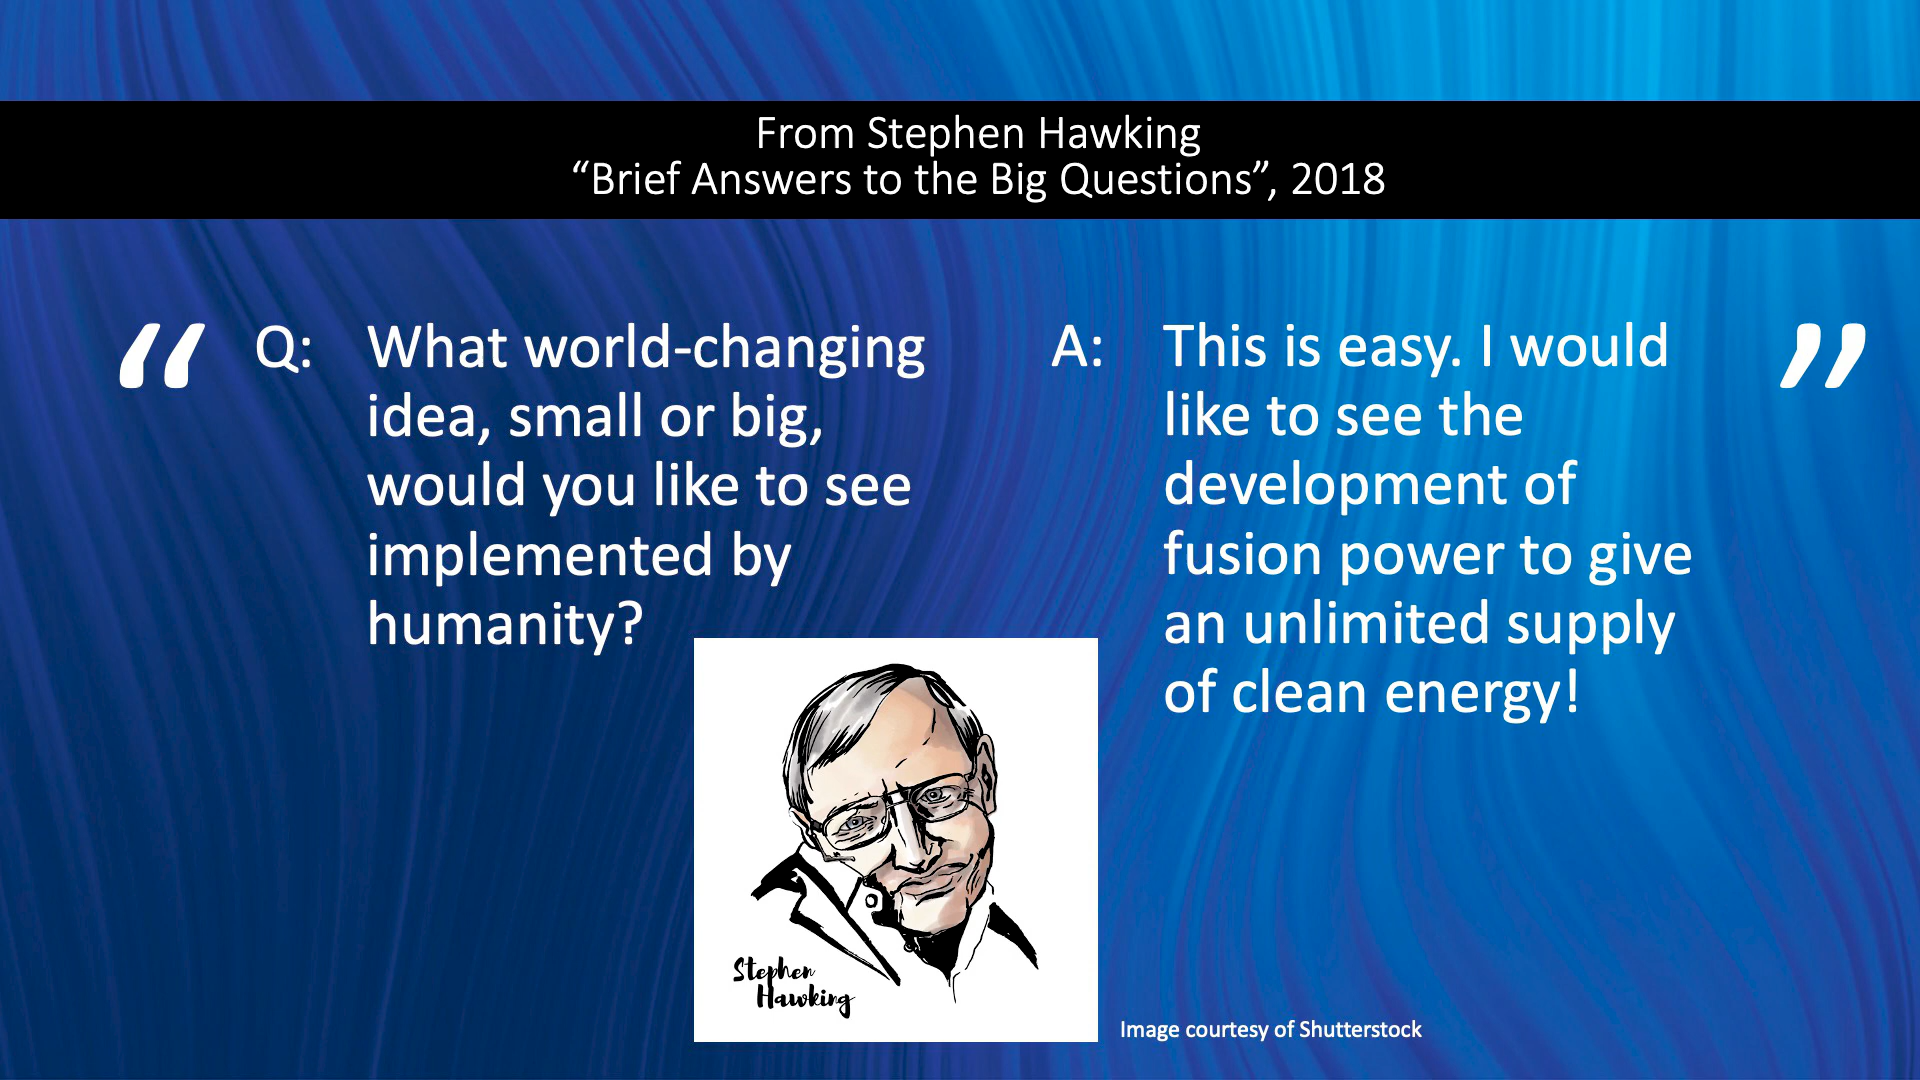 From Stephen Hawking
“Brief Answers to the Big Questions”, 2018
“
Q: What world-changing
idea, small or big,
would you like to see
implemented by
humanity?
A: This is easy. I would
like to see the
development of
fusion power to give
an unlimited supply
of clean energy!
”
Stephen
Hawking
Image courtesy of Shutterstock